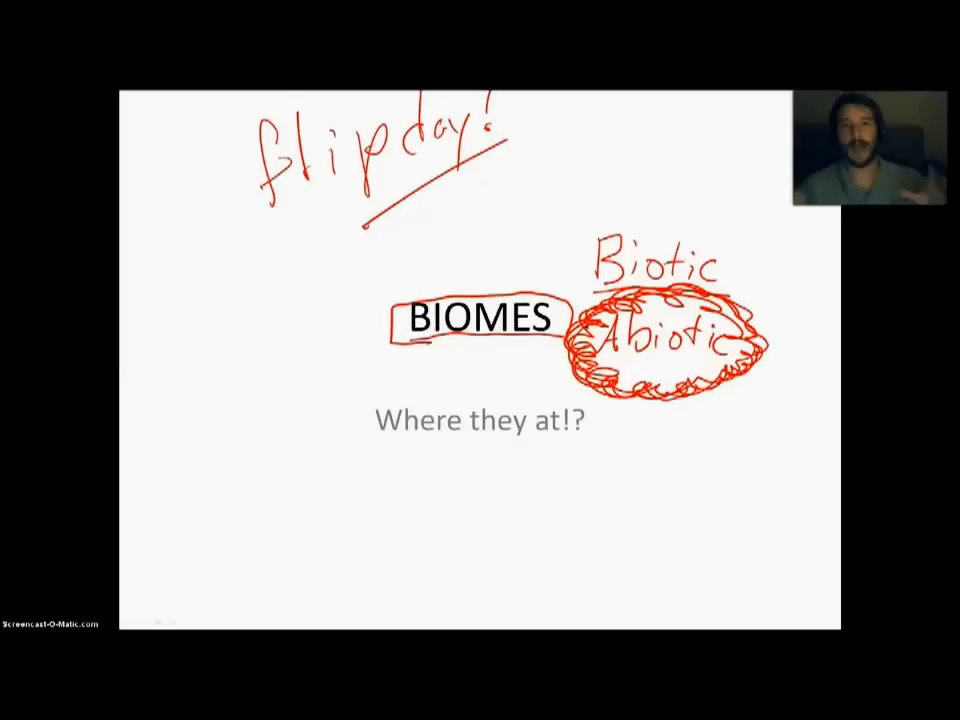 flipday!
Biotic
BIOMES
Abiotic
Where they at!?
Screencast-O-Matic.com